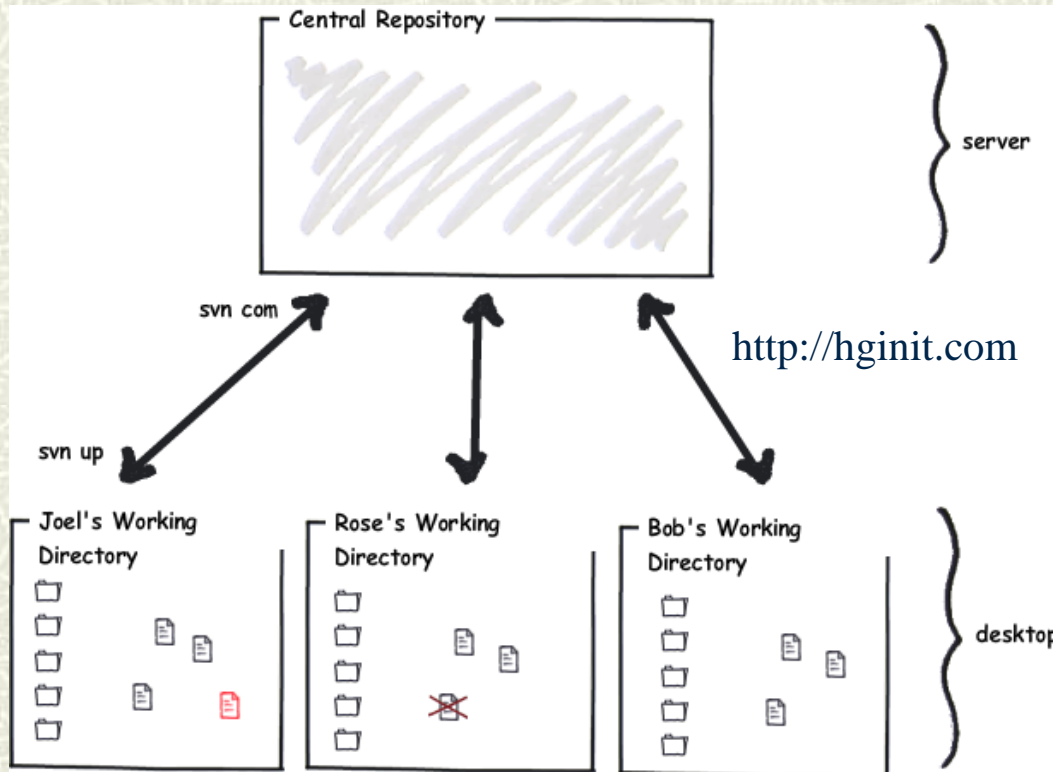 Central Repository
server
svn com
http://hginit.com
svn up
Joel's Working
Directory
Rose's Working
Directory
Bob's Working
Directory
desktop